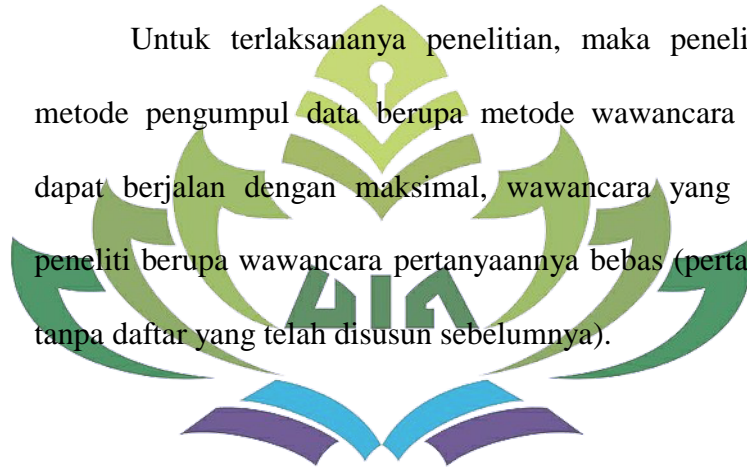 Untuk terlaksananya penelitian, maka peneli
metode pengumpul data berupa metode wawancara
dapat berjalan dengan maksimal, wawancara yang
peneliti berupa wawancara pertanyaannya bebas (perta
tanpa daftar yang telah disusun sebelumnya).
UIN